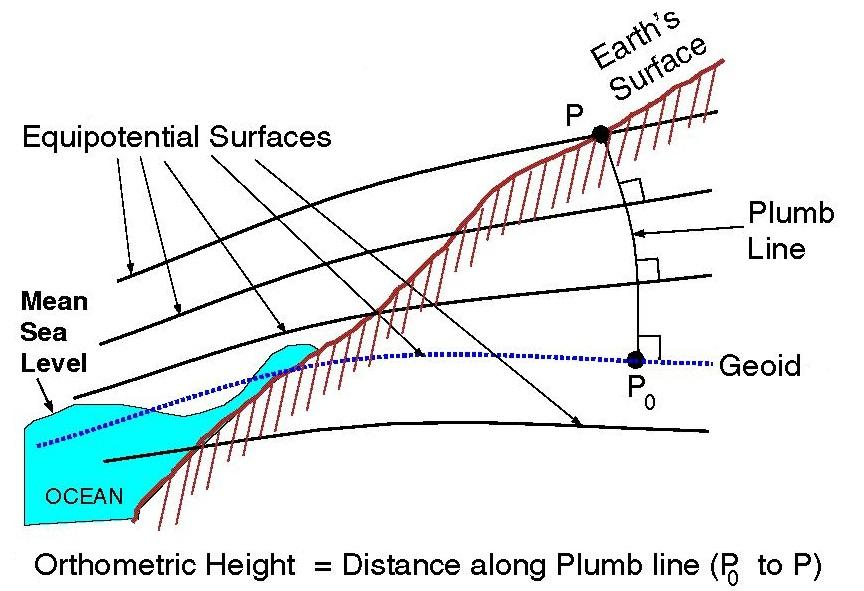 Earth's
Surface
P
Equipotential Surfaces
Plumb
Line
Mean
Sea
Level
Geoid
P0
OCEAN
Orthometric Height = Distance along Plumb line (P0 to P)